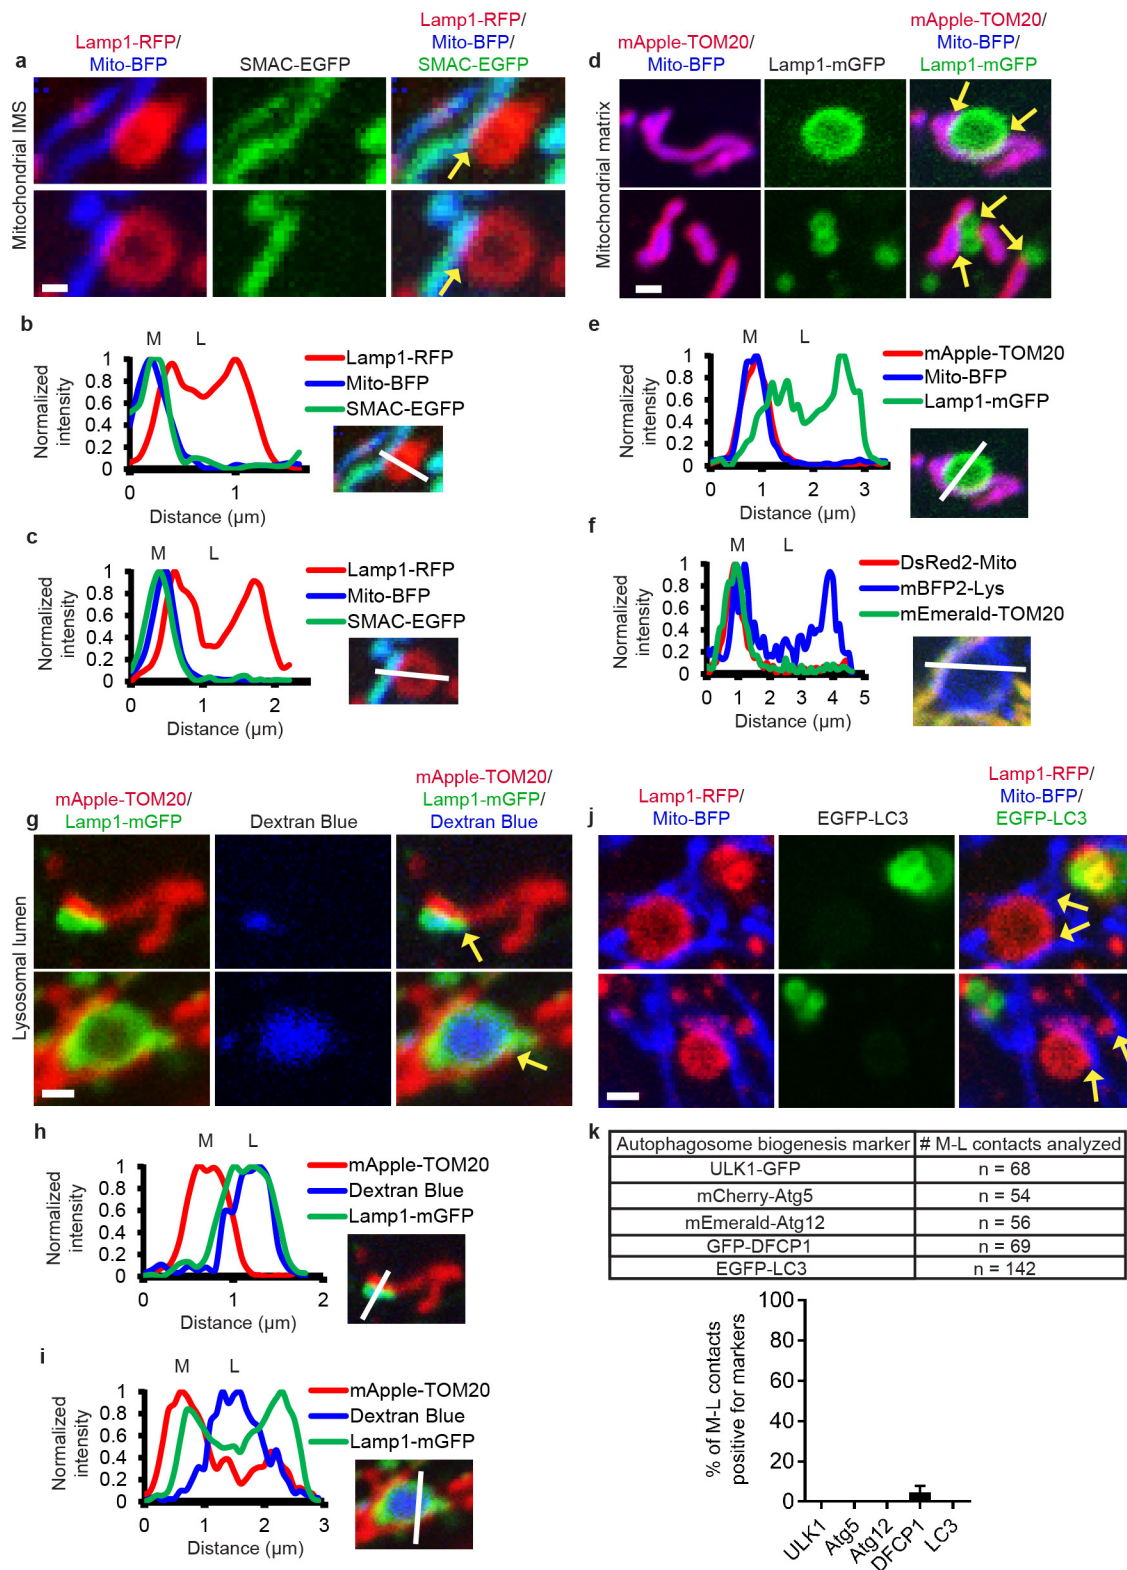 a
Lamp1-RFP/
Mito-BFP
SMAC-EGFP
Lamp1-RFP/
Mito-BFP/
SMAC-EGFP
Mitochondrial IMS
b
M L
Normalized
intensity
1
0.8
0.6
0.4
0.2
0
0 1
Distance (µm)
Lamp1-RFP
Mito-BFP
SMAC-EGFP
c
M L
Normalized
intensity
1
0.8
0.6
0.4
0.2
0
0 1 2
Distance (µm)
Lamp1-RFP
Mito-BFP
SMAC-EGFP
d
mApple-TOM20/
Mito-BFP
Lamp1-mGFP
mApple-TOM20/
Mito-BFP/
Lamp1-mGFP
Mitochondrial matrix
e
M L
Normalized
intensity
1
0.8
0.6
0.4
0.2
0
0 1 2 3
Distance (µm)
mApple-TOM20
Mito-BFP
Lamp1-mGFP
f
M L
Normalized
intensity
1
0.8
0.6
0.4
0.2
0
0 1 2 3 4 5
Distance (µm)
DsRed2-Mito
mBFP2-Lys
mEmerald-TOM20
g
mApple-TOM20/
Lamp1-mGFP
Dextran Blue
mApple-TOM20/
Lamp1-mGFP/
Dextran Blue
Lysosomal lumen
h
M L
Normalized
intensity
1
0.8
0.6
0.4
0.2
0
0 1 2
Distance (µm)
mApple-TOM20
Dextran Blue
Lamp1-mGFP
i
M L
Normalized
intensity
1
0.8
0.6
0.4
0.2
0
0 1 2 3
Distance (µm)
mApple-TOM20
Dextran Blue
Lamp1-mGFP
j
Lamp1-RFP/
Mito-BFP
EGFP-LC3
Lamp1-RFP/
Mito-BFP/
EGFP-LC3
k
Autophagosome biogenesis marker # M-L contacts analyzed
ULK1-GFP n = 68
mCherry-Atg5 n = 54
mEmerald-Atg12 n = 56
GFP-DFCP1 n = 69
EGFP-LC3 n = 142
% of M-L contacts
positive for markers
100
80
60
40
20
0
ULK1 Atg5 Atg12 DFCP1 LC3